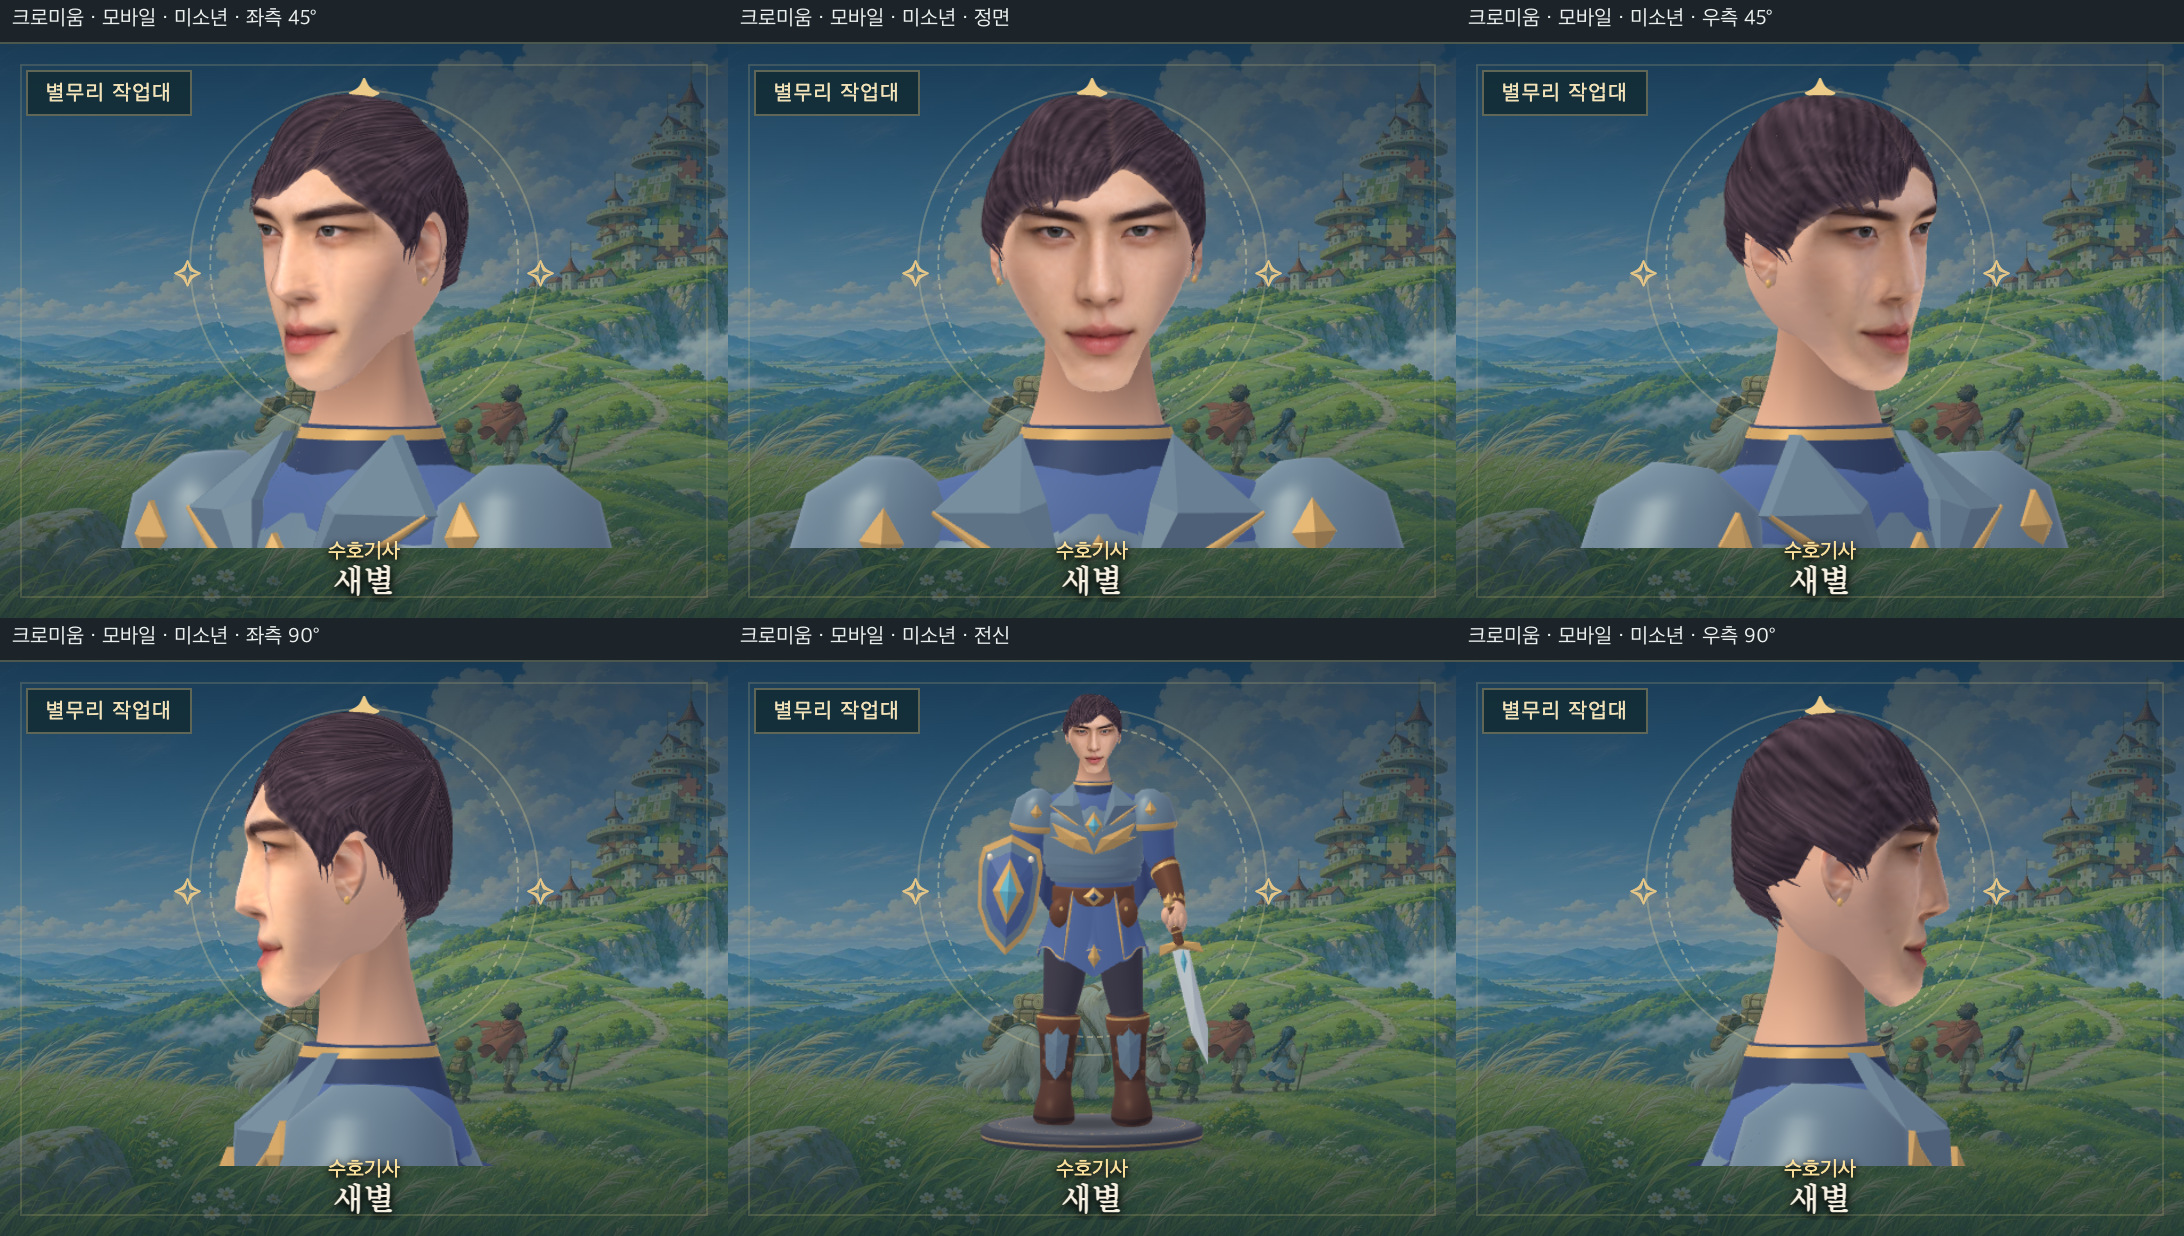 크로미움 · 모바일 · 미소년 · 좌측 45°
별무리 작업대
수호기사
새별
크로미움 · 모바일 · 미소년 · 정면
별무리 작업대
수호기사
새별
크로미움 · 모바일 · 미소년 · 우측 45°
별무리 작업대
수호기사
새별
크로미움 · 모바일 · 미소년 · 좌측 90°
별무리 작업대
수호기사
새별
크로미움 · 모바일 · 미소년 · 전신
별무리 작업대
수호기사
새별
크로미움 · 모바일 · 미소년 · 우측 90°
별무리 작업대
수호기사
새별